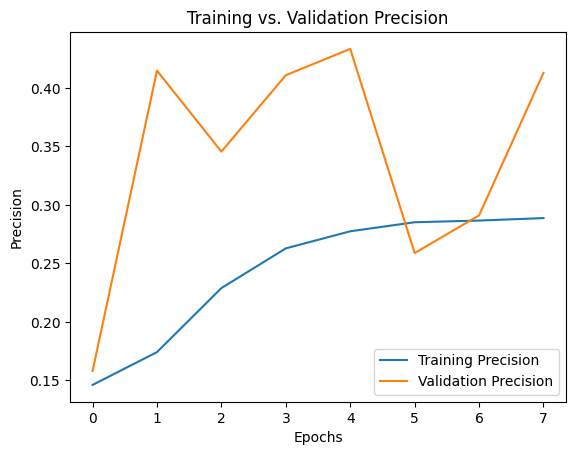 Training vs. Validation Precision
0.40
0.35
0.30
0.25
0.20
0.15
Precision
0 1 2 3 4 5 6 7
Epochs
Training Precision
Validation Precision